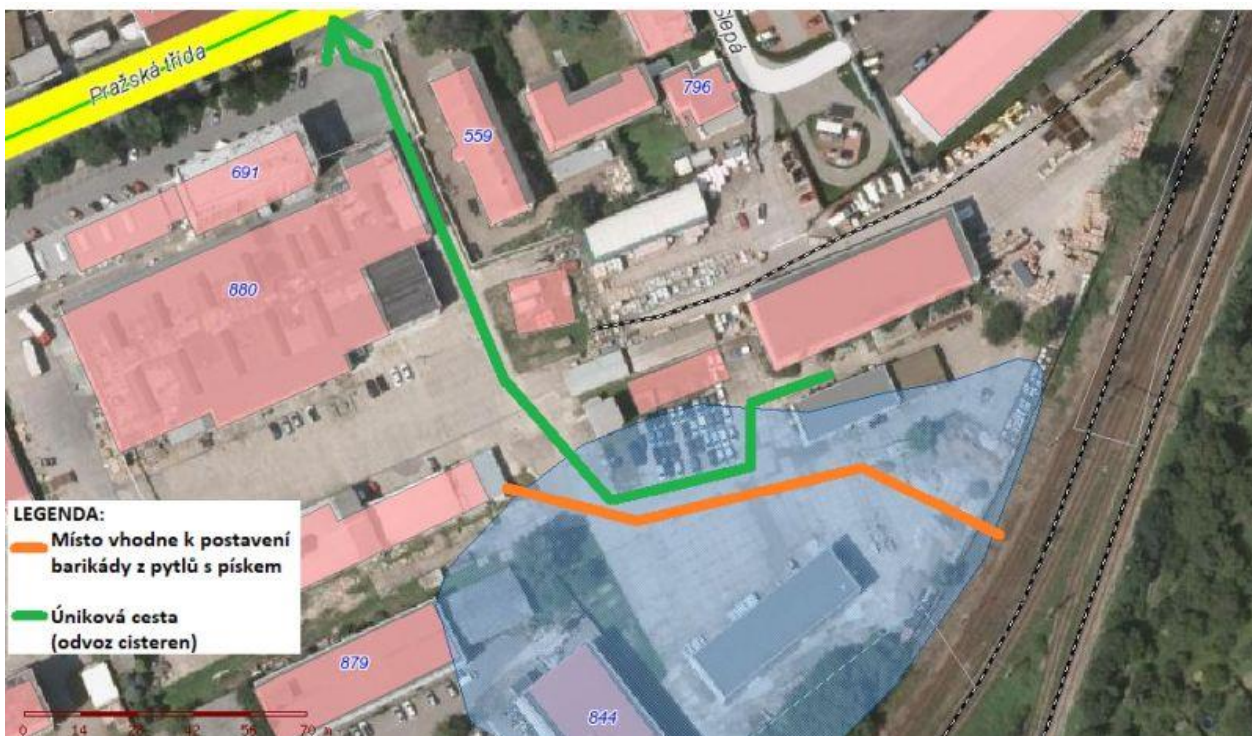 Pražská třída
Slepá
796
559
691
880
LEGENDA:
Místo vhodne k postavení
barikády z pytlů s pískem
Úniková cesta
(odvoz cisteren)
879
844
0 14 28 42 56 70 m